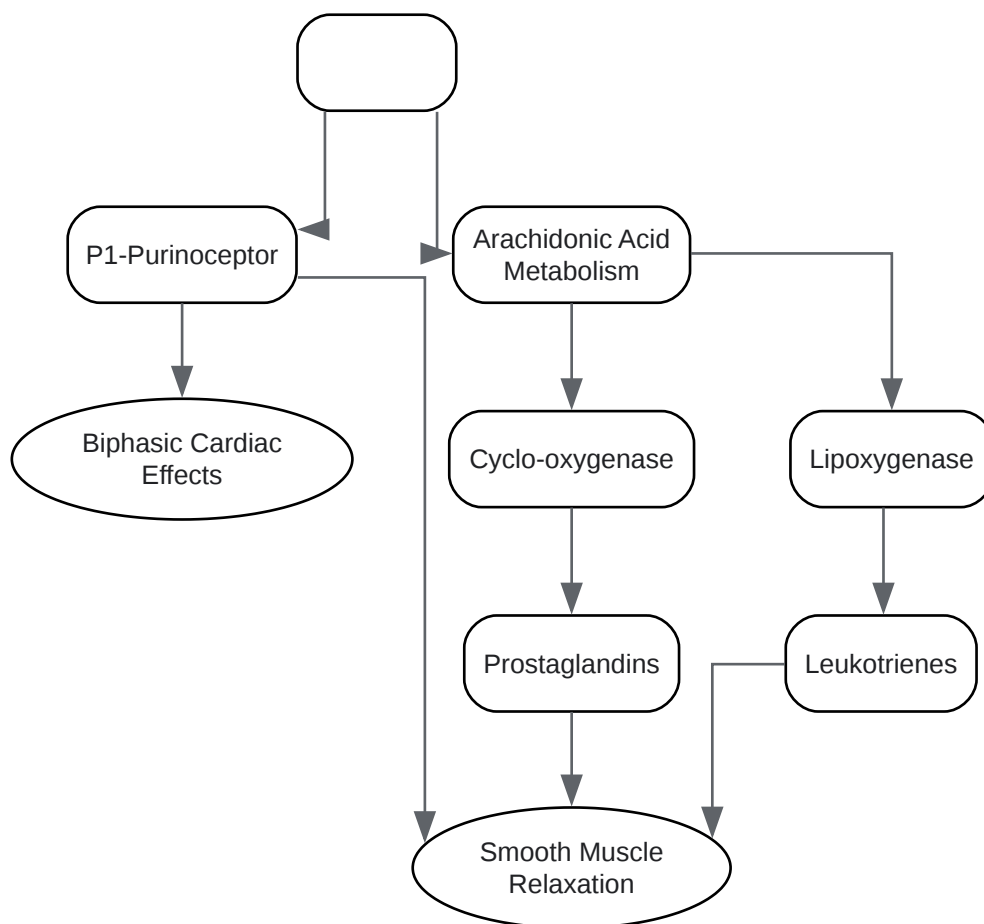 P1-Purinoceptor
Arachidonic Acid
Metabolism
Biphasic Cardiac
Effects
Cyclo-oxygenase
Lipoxygenase
Prostaglandins
Leukotrienes
Smooth Muscle
Relaxation